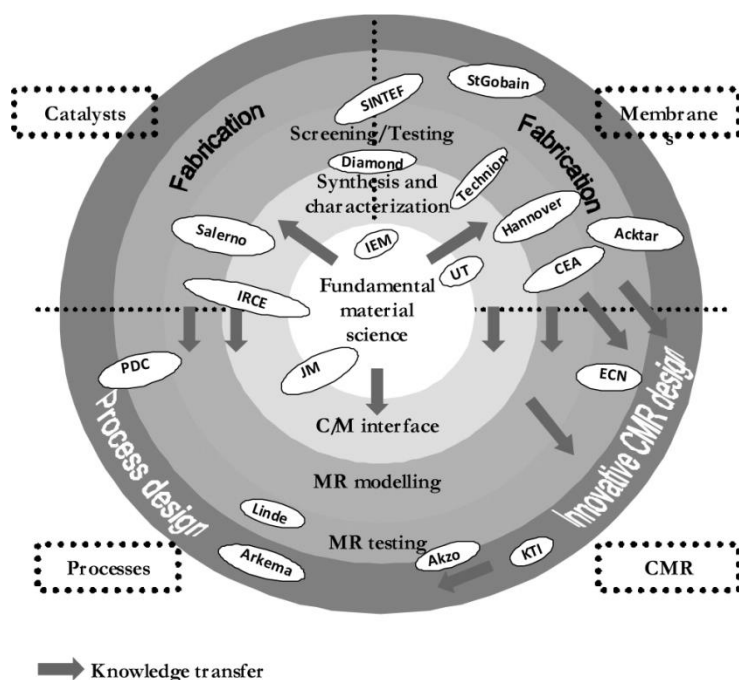 StGobain
SINTEF
Catalysts
Membrane
s
Fabrication
Fabrication
Screening/Testing
Diamond
Technion
Synthesis and
characterization
Hannover
Salerno
Acktar
IEM
CEA
UT
IRCE
Fundamental
material
science
PDC
JM
ECN
C/M interface
Process design
Innovative CMR design
MR modelling
Linde
MR testing
Akzo
KTI
Arkema
Processes
CMR
Knowledge transfer